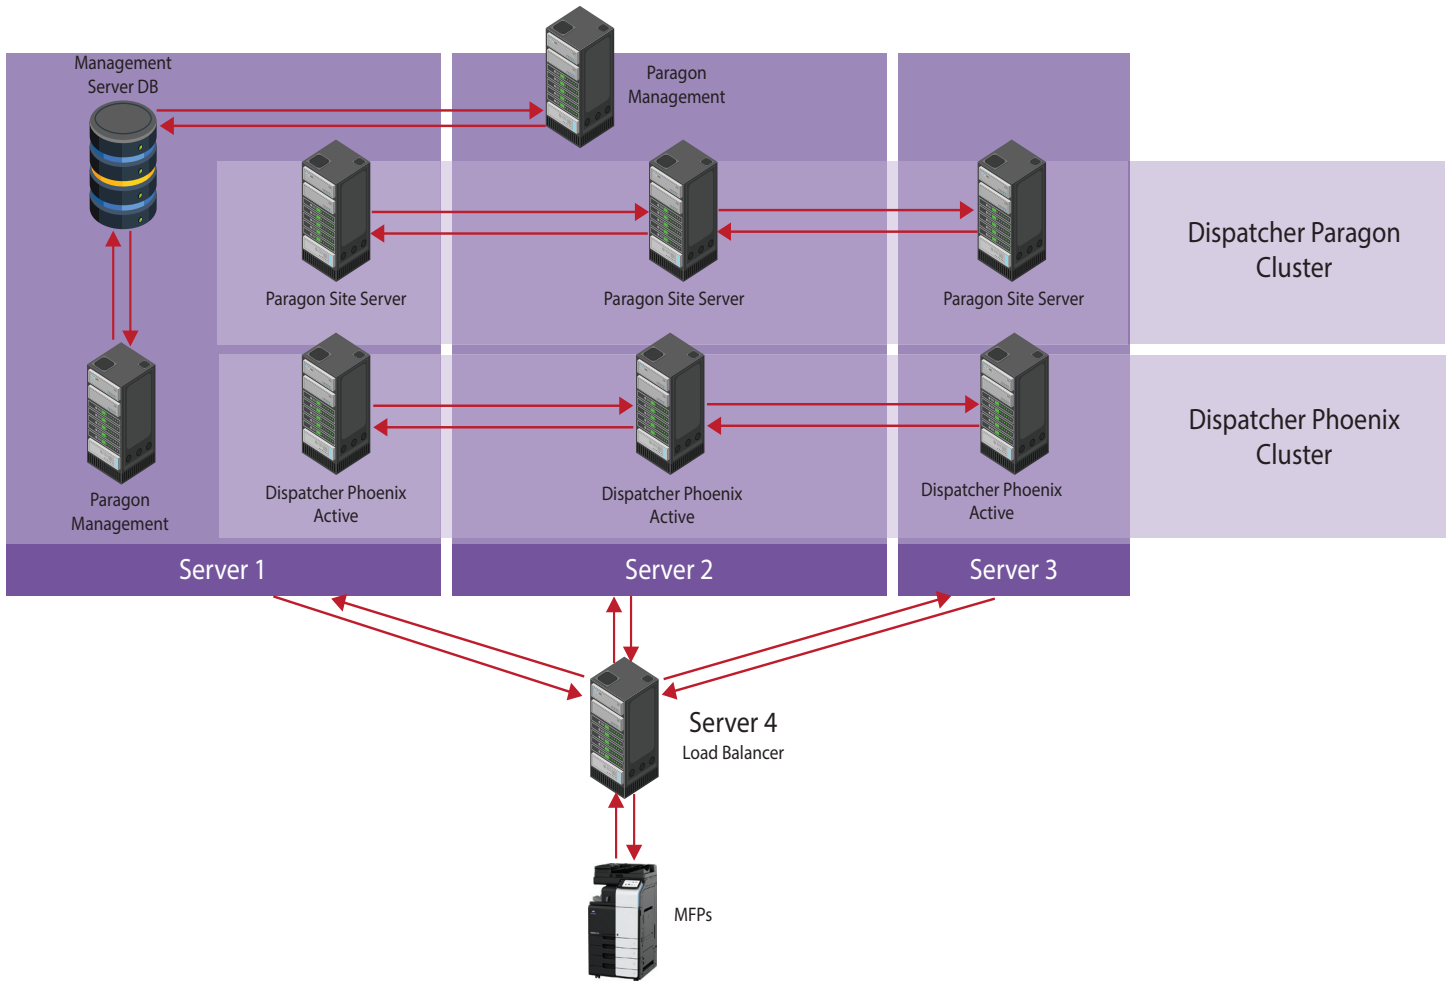 Management
Server DB
Paragon
Management
Paragon Site Server
Paragon Site Server
Paragon Site Server
Dispatcher Paragon
Cluster
Paragon
Management
Dispatcher Phoenix
Active
Dispatcher Phoenix
Active
Dispatcher Phoenix
Active
Dispatcher Phoenix
Cluster
Server 1
Server 2
Server 3
Server 4
Load Balancer
MFPs